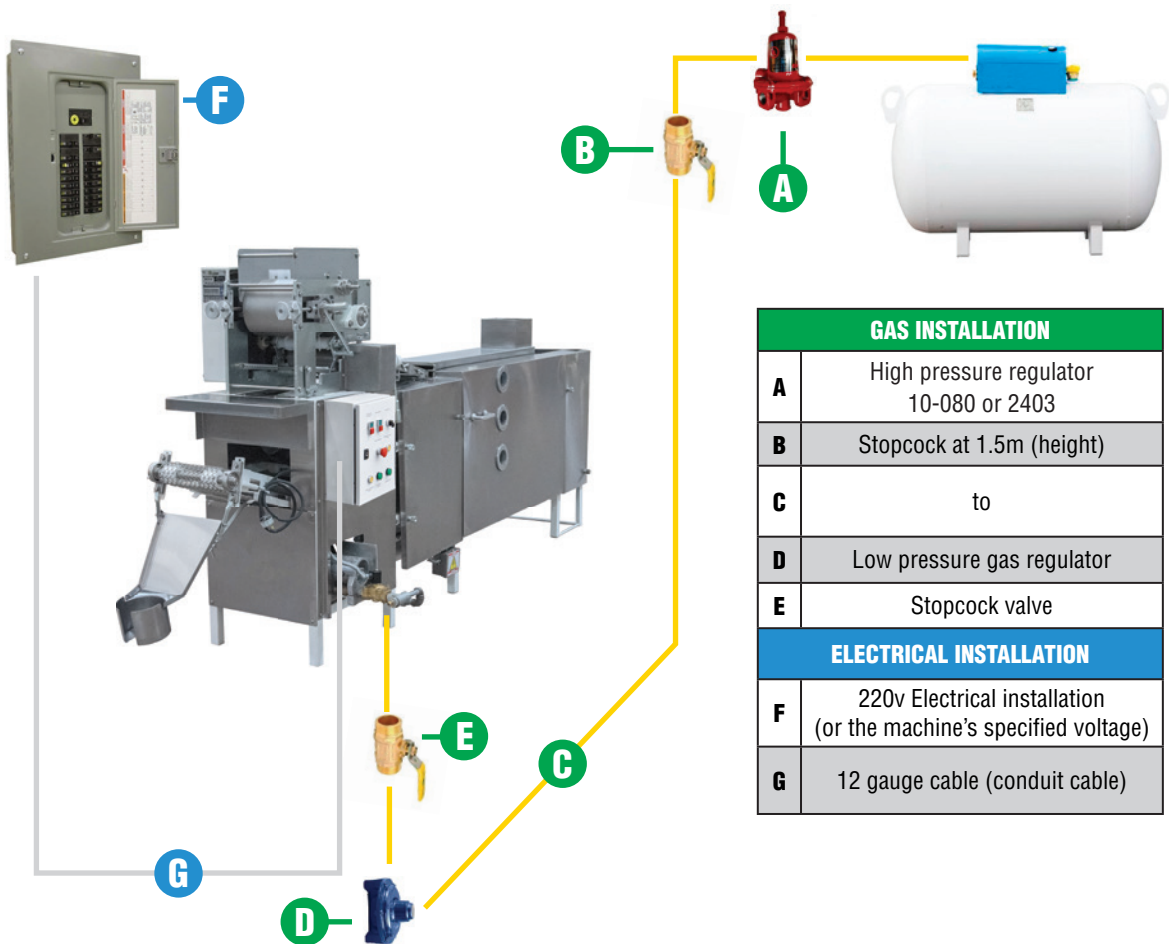 F
B
A
E
C
G
D
GAS INSTALLATION
A
High pressure regulator
10-080 or 2403
B
Stopcock at 1.5m (height)
C
to
D
Low pressure gas regulator
E
Stopcock valve
ELECTRICAL INSTALLATION
F
220v Electrical installation
(or the machine's specified voltage)
G
12 gauge cable (conduit cable)